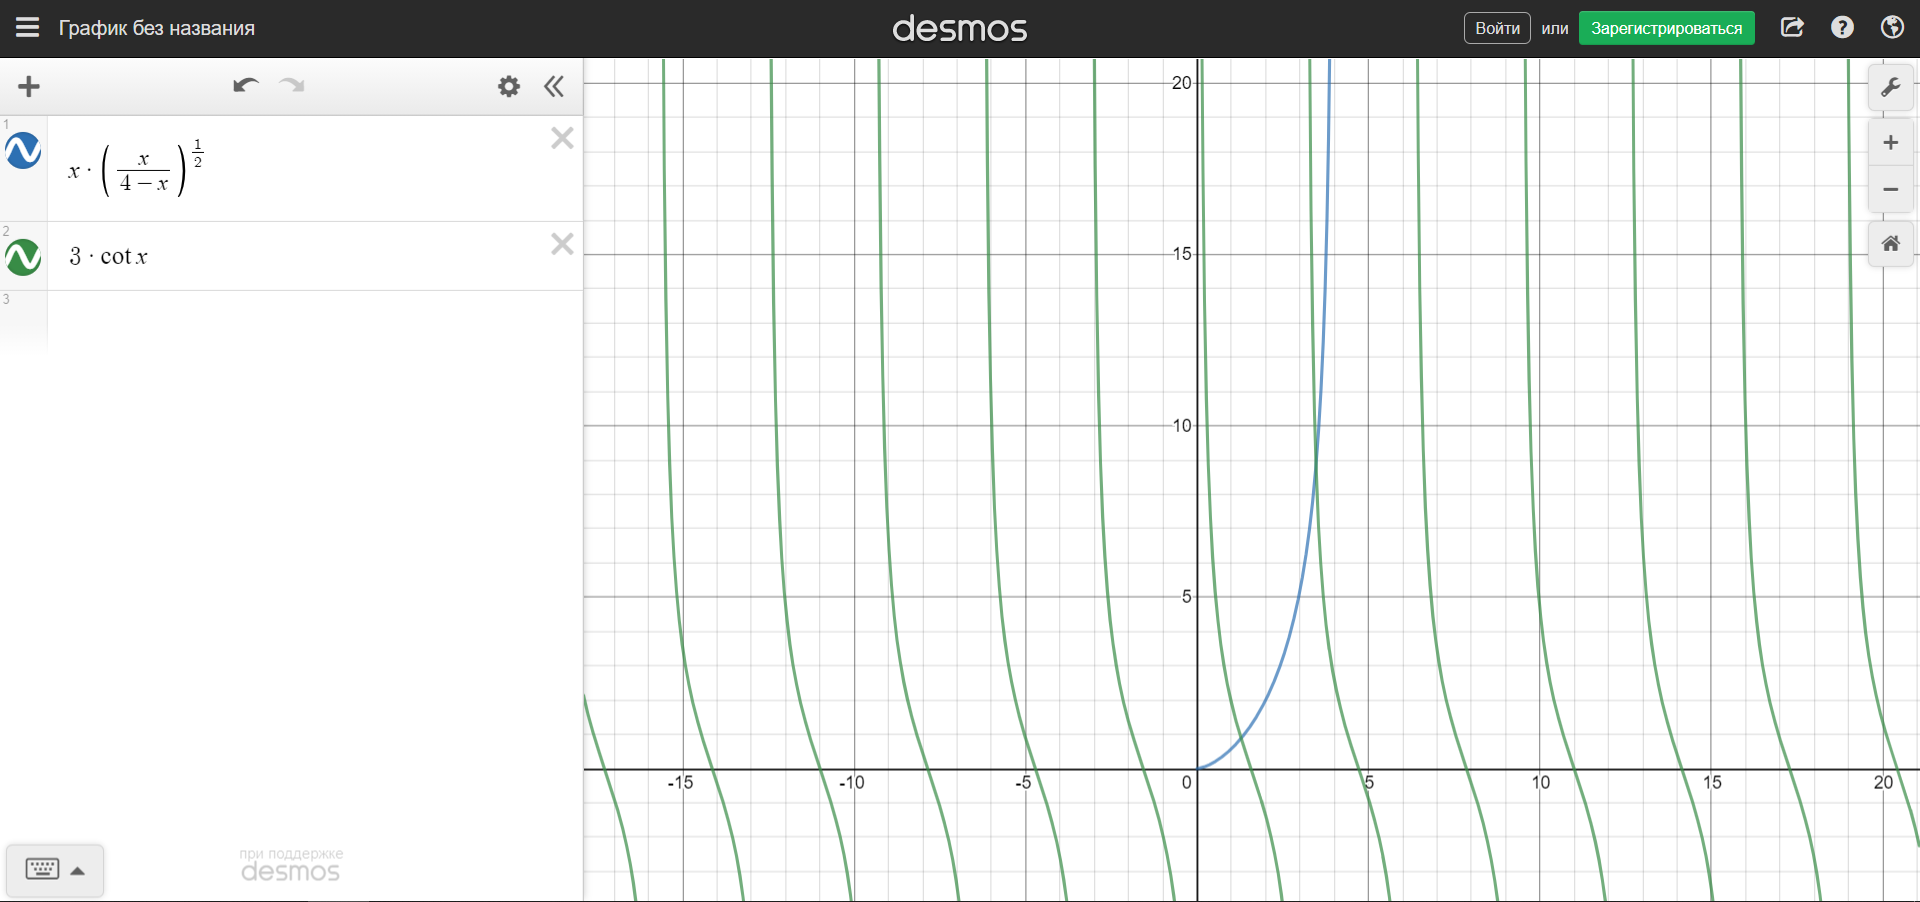 График без названия
desmos
Войти или Зарегистрироваться
1
x · (x / (4 − x))^(1/2)
2
3 · cot x
3
20
15
10
5
-15 -10 -5 0 5 10 15 20
при поддержке
desmos